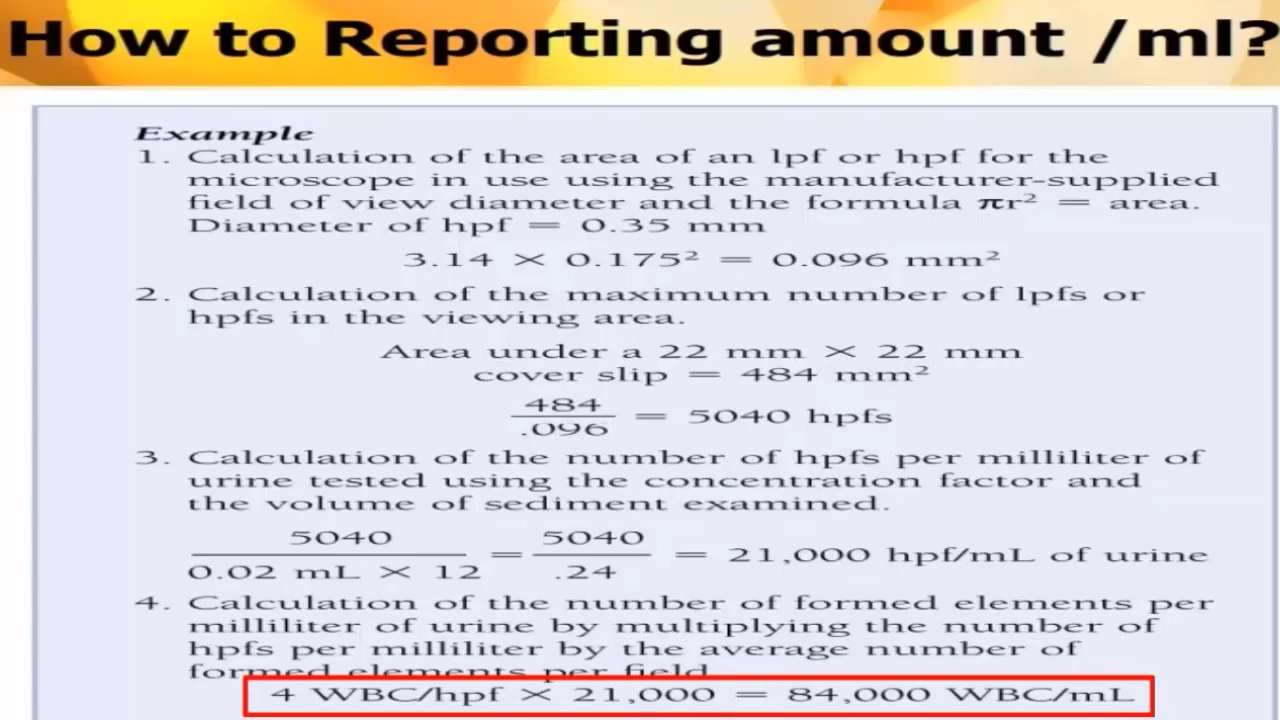 How to Reporting amount /ml?
Example
1. Calculation of the area of an lpf or hpf for the
microscope in use using the manufacturer-supplied
field of view diameter and the formula πr² = area.
Diameter of hpf = 0.35 mm
3.14 × 0.175² = 0.096 mm²
2. Calculation of the maximum number of lpfs or
hpfs in the viewing area.
Area under a 22 mm × 22 mm
cover slip = 484 mm²
484
= 5040 hpfs
.096
3. Calculation of the number of hpfs per milliliter of
urine tested using the concentration factor and
the volume of sediment examined.
5040 5040
= = 21,000 hpf/mL of urine
0.02 mL × 12 .24
4. Calculation of the number of formed elements per
milliliter of urine by multiplying the number of
hpfs per milliliter by the average number of
formed elements per field
4 WBC/hpf × 21,000 = 84,000 WBC/mL